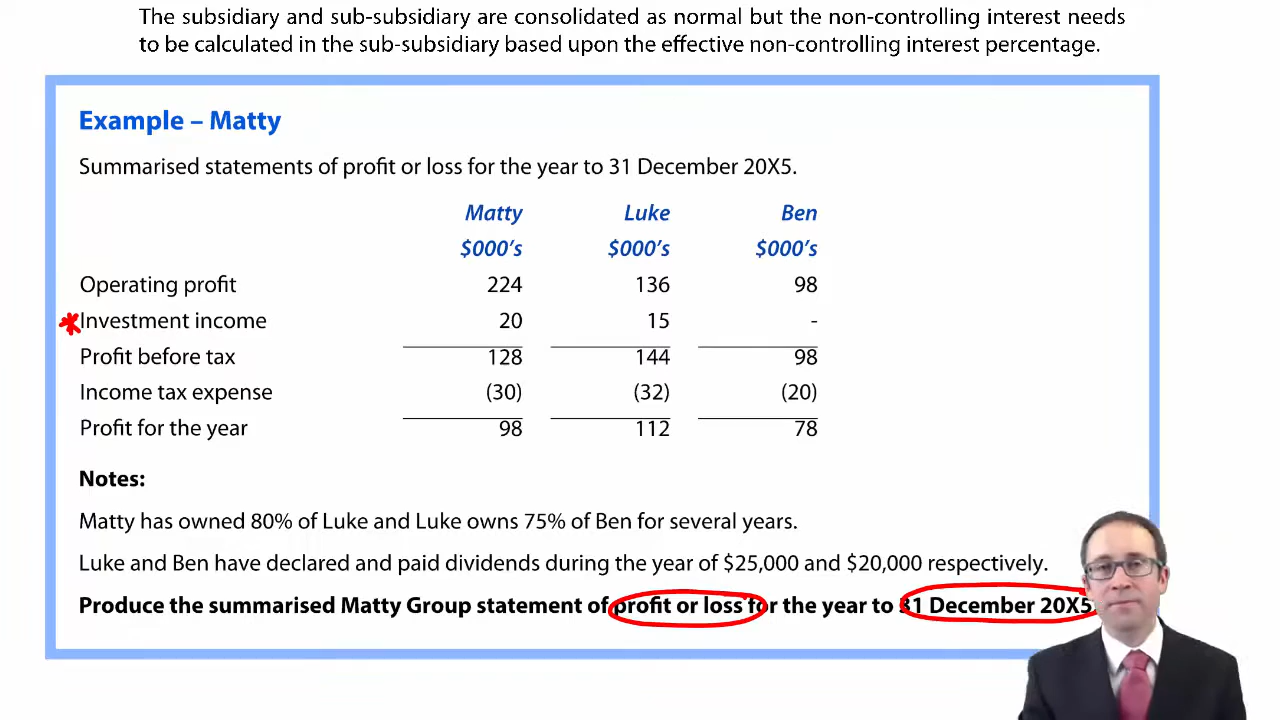 The subsidiary and sub-subsidiary are consolidated as normal but the non-controlling interest needs
to be calculated in the sub-subsidiary based upon the effective non-controlling interest percentage.
Example – Matty
Summarised statements of profit or loss for the year to 31 December 20X5.
Matty Luke Ben
$000's $000's $000's
Operating profit 224 136 98
Investment income 20 15 -
Profit before tax 128 144 98
Income tax expense (30) (32) (20)
Profit for the year 98 112 78
Notes:
Matty has owned 80% of Luke and Luke owns 75% of Ben for several years.
Luke and Ben have declared and paid dividends during the year of $25,000 and $20,000 respectively.
Produce the summarised Matty Group statement of profit or loss for the year to 31 December 20X5